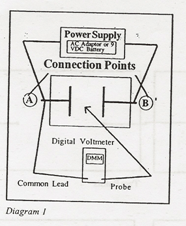 Power Supply
AC Adaptor or 9
VDC Battery
Connection Points
A
B
Digital Voltmeter
DMM
Common Lead
Probe
Diagram 1